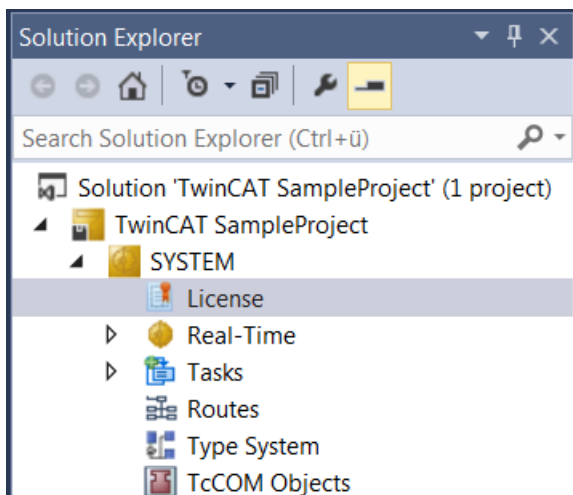 Solution Explorer
Search Solution Explorer (Ctrl+ü)
Solution 'TwinCAT SampleProject' (1 project)
TwinCAT SampleProject
SYSTEM
License
Real-Time
Tasks
Routes
Type System
TcCOM Objects